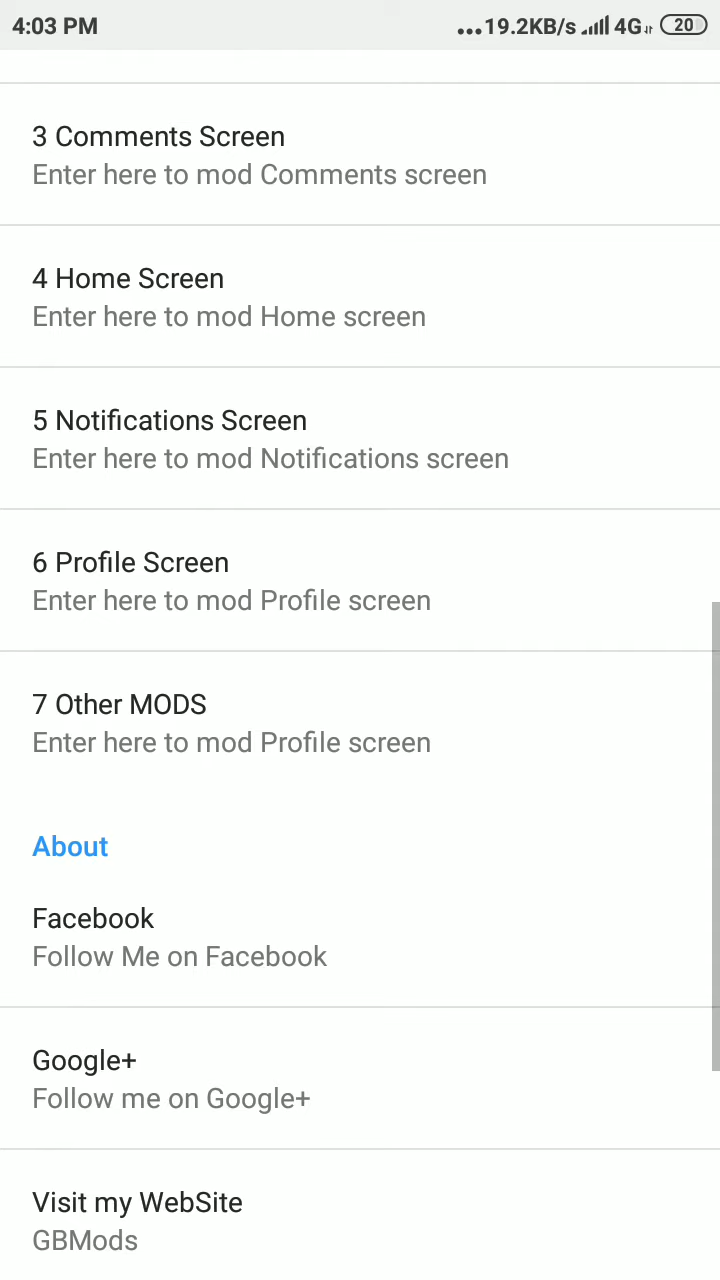 4:03 PM
...19.2KB/s 4G 20
3 Comments Screen
Enter here to mod Comments screen
4 Home Screen
Enter here to mod Home screen
5 Notifications Screen
Enter here to mod Notifications screen
6 Profile Screen
Enter here to mod Profile screen
7 Other MODS
Enter here to mod Profile screen
About
Facebook
Follow Me on Facebook
Google+
Follow me on Google+
Visit my WebSite
GBMods